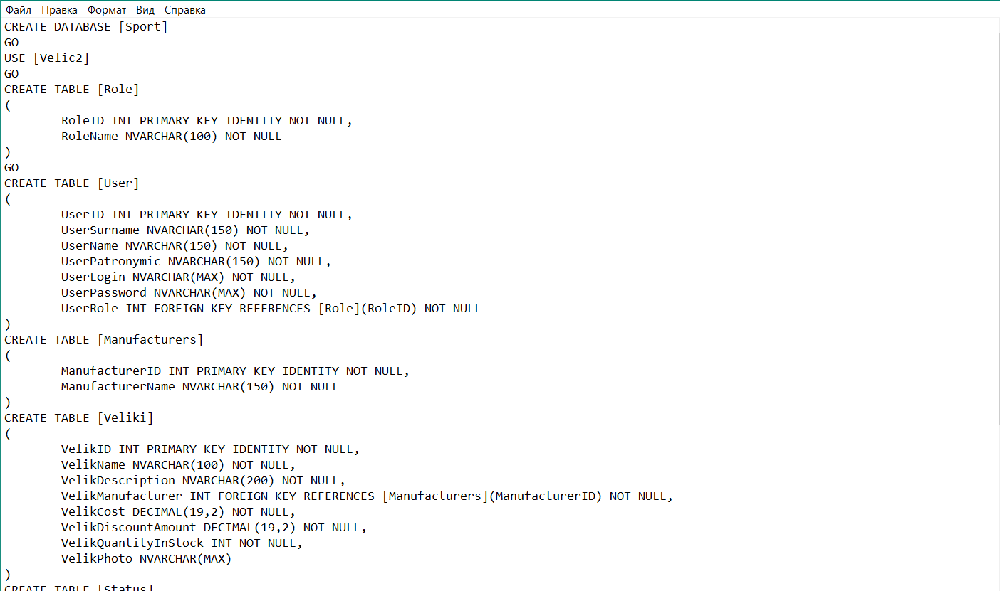 Файл Правка Формат Вид Справка
CREATE DATABASE [Sport]
GO
USE [Velic2]
GO
CREATE TABLE [Role]
(
RoleID INT PRIMARY KEY IDENTITY NOT NULL,
RoleName NVARCHAR(100) NOT NULL
)
GO
CREATE TABLE [User]
(
UserID INT PRIMARY KEY IDENTITY NOT NULL,
UserSurname NVARCHAR(150) NOT NULL,
UserName NVARCHAR(150) NOT NULL,
UserPatronymic NVARCHAR(150) NOT NULL,
UserLogin NVARCHAR(MAX) NOT NULL,
UserPassword NVARCHAR(MAX) NOT NULL,
UserRole INT FOREIGN KEY REFERENCES [Role](RoleID) NOT NULL
)
CREATE TABLE [Manufacturers]
(
ManufacturerID INT PRIMARY KEY IDENTITY NOT NULL,
ManufacturerName NVARCHAR(150) NOT NULL
)
CREATE TABLE [Veliki]
(
VelikID INT PRIMARY KEY IDENTITY NOT NULL,
VelikName NVARCHAR(100) NOT NULL,
VelikDescription NVARCHAR(200) NOT NULL,
VelikManufacturer INT FOREIGN KEY REFERENCES [Manufacturers](ManufacturerID) NOT NULL,
VelikCost DECIMAL(19,2) NOT NULL,
VelikDiscountAmount DECIMAL(19,2) NOT NULL,
VelikQuantityInStock INT NOT NULL,
VelikPhoto NVARCHAR(MAX)
)
CREATE TABLE [Status]